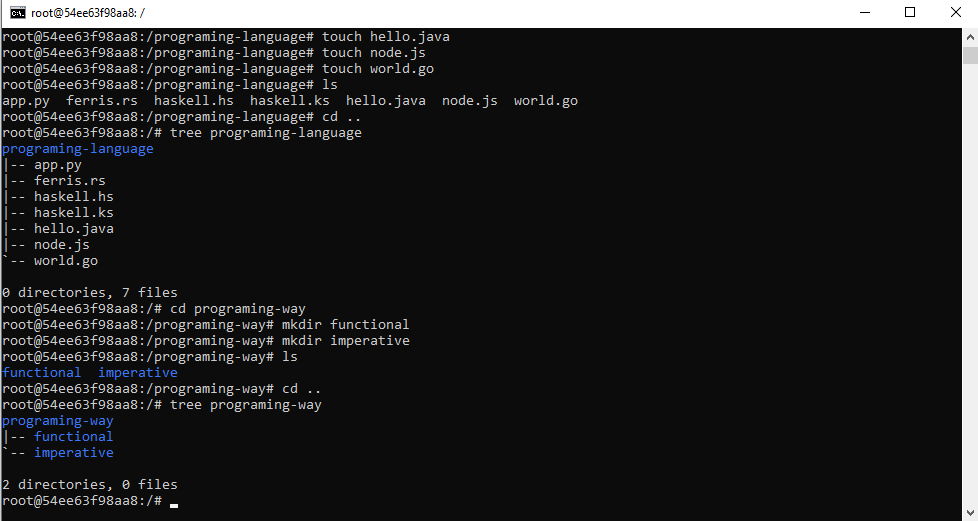 root@54ee63f98aa8: /
root@54ee63f98aa8:/programing-language# touch hello.java
root@54ee63f98aa8:/programing-language# touch node.js
root@54ee63f98aa8:/programing-language# touch world.go
root@54ee63f98aa8:/programing-language# ls
app.py  ferris.rs  haskell.hs  haskell.ks  hello.java  node.js  world.go
root@54ee63f98aa8:/programing-language# cd ..
root@54ee63f98aa8:/# tree programing-language
programing-language
|-- app.py
|-- ferris.rs
|-- haskell.hs
|-- haskell.ks
|-- hello.java
|-- node.js
`-- world.go
0 directories, 7 files
root@54ee63f98aa8:/# cd programing-way
root@54ee63f98aa8:/programing-way# mkdir functional
root@54ee63f98aa8:/programing-way# mkdir imperative
root@54ee63f98aa8:/programing-way# ls
functional  imperative
root@54ee63f98aa8:/programing-way# cd ..
root@54ee63f98aa8:/# tree programing-way
programing-way
|-- functional
`-- imperative
2 directories, 0 files
root@54ee63f98aa8:/#